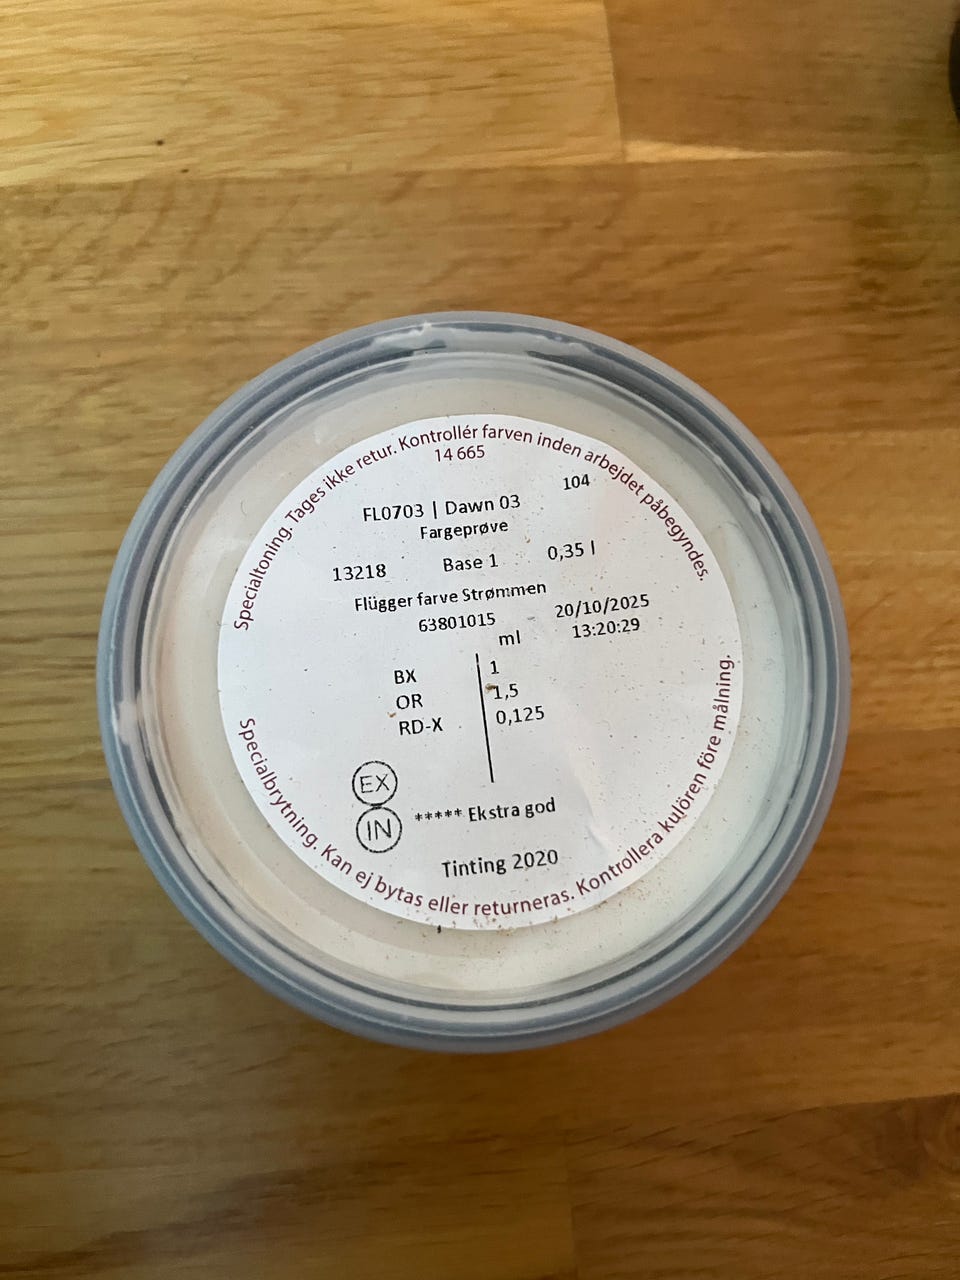 Specialtoning. Tages ikke retur. Kontrollér farven inden arbejdet påbegyndes.
14 665
104
FL0703 | Dawn 03
Fargeprøve
13218 Base 1 0,35 l
Flügger farve Strømmen
63801015 20/10/2025
ml 13:20:29
BX 1
OR 1,5
RD-X 0,125
EX
IN ***** Ekstra god
Tinting 2020
Specialbrytning. Kan ej bytas eller returneras. Kontrollera kulören före målning.